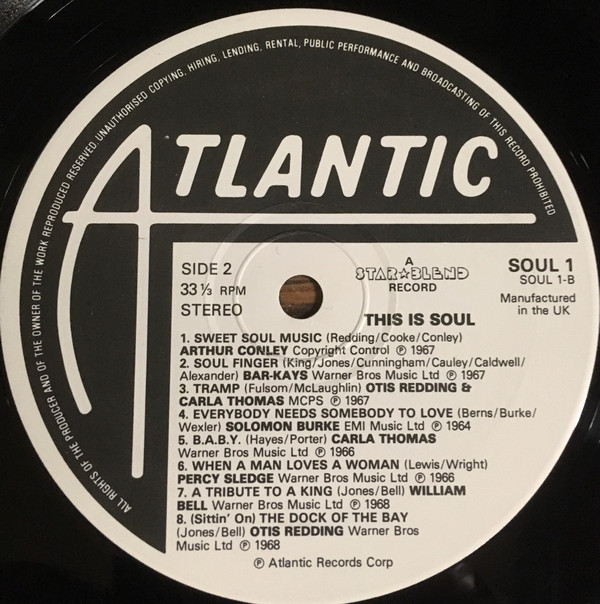 ALL RIGHTS OF THE PRODUCER AND OF THE OWNER OF THE WORK REPRODUCED RESERVED. UNAUTHORISED COPYING, HIRING, LENDING, RENTAL, PUBLIC PERFORMANCE AND BROADCASTING OF THIS RECORD PROHIBITED
ATLANTIC
SIDE 2
33⅓ RPM
STEREO
A
STAR☆BLEND
RECORD
SOUL 1
SOUL 1-B
Manufactured
in the UK
THIS IS SOUL
1. SWEET SOUL MUSIC (Redding/Cooke/Conley)
ARTHUR CONLEY Copyright Control ℗ 1967
2. SOUL FINGER (King/Jones/Cunningham/Cauley/Caldwell/
Alexander) BAR-KAYS Warner Bros Music Ltd ℗ 1967
3. TRAMP (Fulsom/McLaughlin) OTIS REDDING &
CARLA THOMAS MCPS ℗ 1967
4. EVERYBODY NEEDS SOMEBODY TO LOVE (Berns/Burke/
Wexler) SOLOMON BURKE EMI Music Ltd ℗ 1964
5. B.A.B.Y. (Hayes/Porter) CARLA THOMAS
Warner Bros Music Ltd ℗ 1966
6. WHEN A MAN LOVES A WOMAN (Lewis/Wright)
PERCY SLEDGE Warner Bros Music Ltd ℗ 1966
7. A TRIBUTE TO A KING (Jones/Bell) WILLIAM
BELL Warner Bros Music Ltd ℗ 1968
8. (Sittin' On) THE DOCK OF THE BAY
(Jones/Bell) OTIS REDDING Warner Bros
Music Ltd ℗ 1968
℗ Atlantic Records Corp